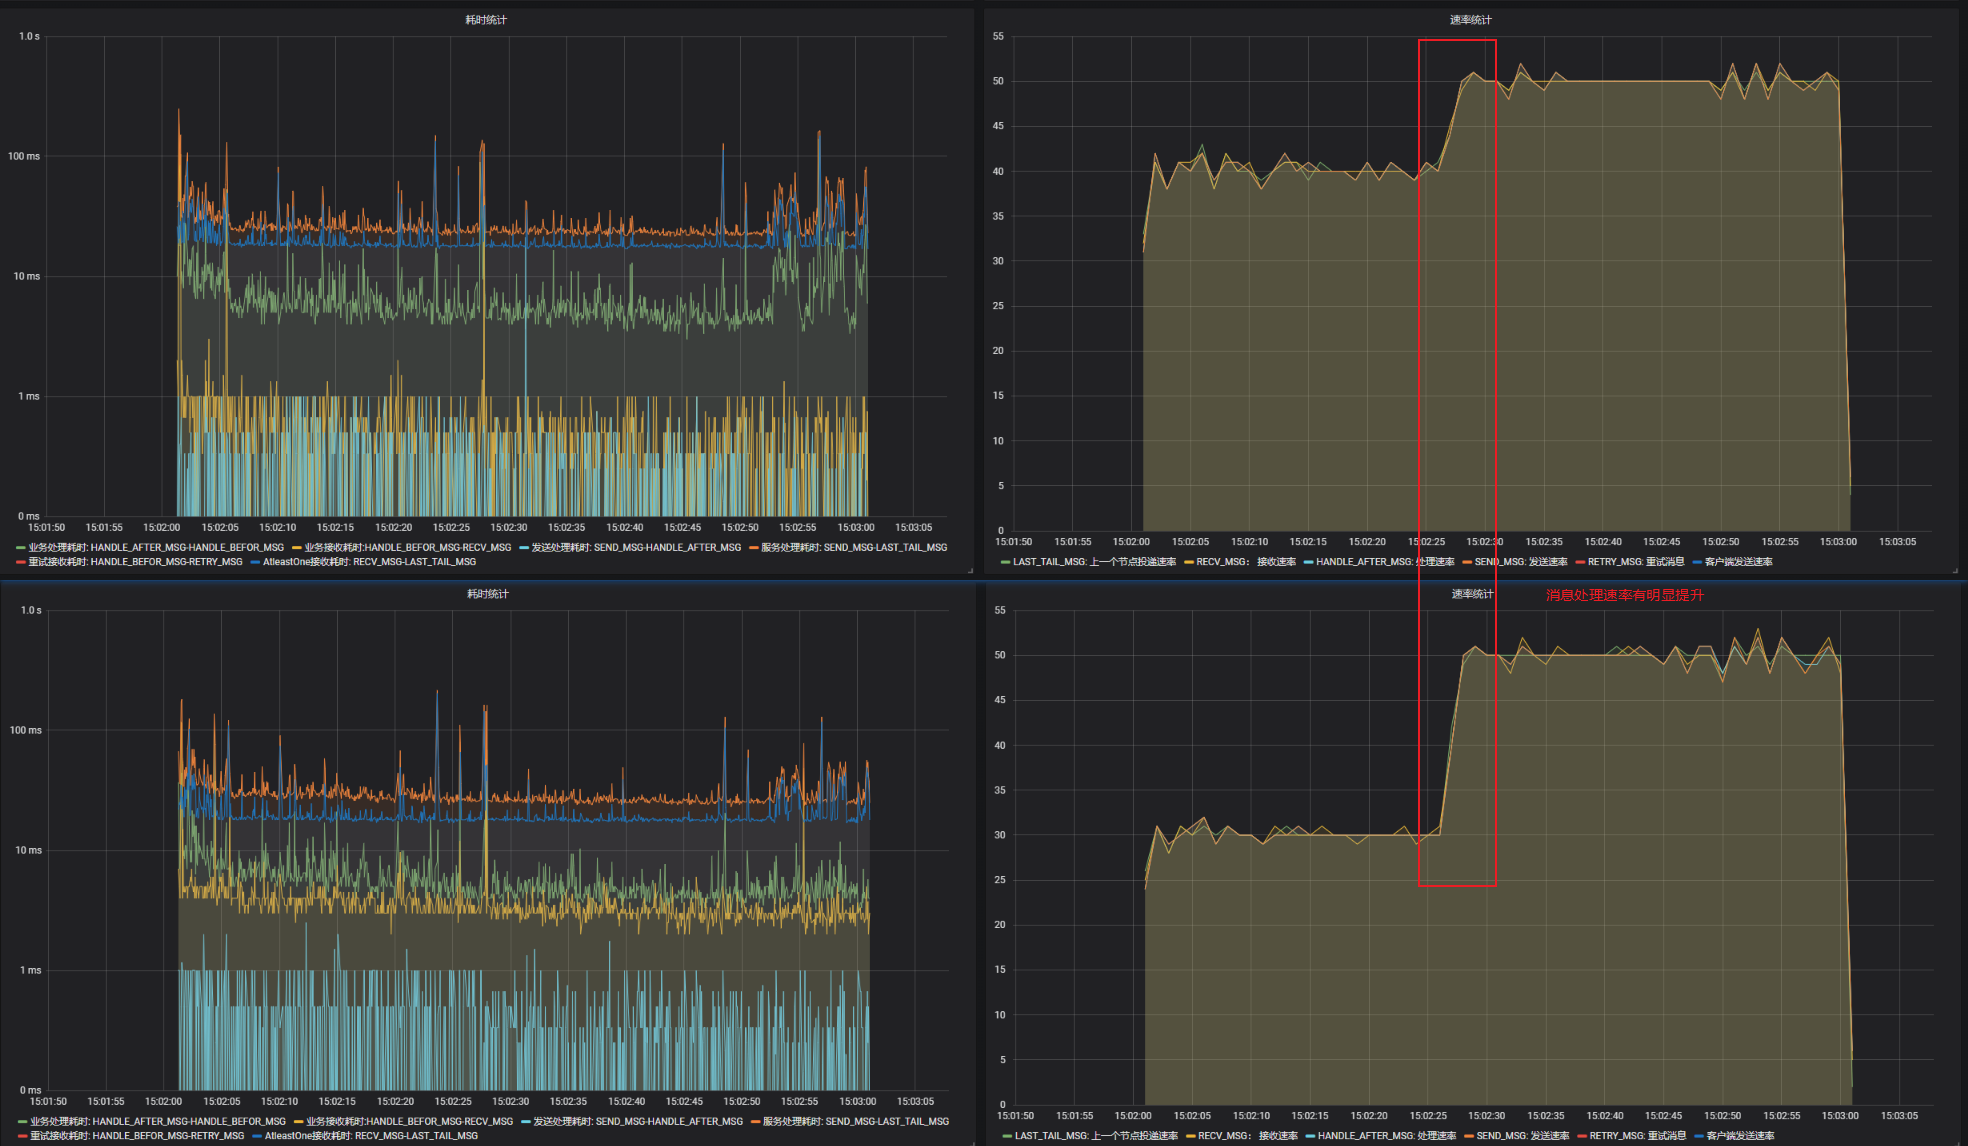 耗时统计
1.0 s
100 ms
10 ms
1 ms
0 ms
15:01:50 15:01:55 15:02:00 15:02:05 15:02:10 15:02:15 15:02:20 15:02:25 15:02:30 15:02:35 15:02:40 15:02:45 15:02:50 15:02:55 15:03:00 15:03:05
业务处理耗时: HANDLE_AFTER_MSG-HANDLE_BEFOR_MSG 业务接收耗时:HANDLE_BEFOR_MSG-RECV_MSG 发送处理耗时: SEND_MSG-HANDLE_AFTER_MSG 服务处理耗时: SEND_MSG-LAST_TAIL_MSG
重试接收耗时: HANDLE_BEFOR_MSG-RETRY_MSG AtleastOne接收耗时: RECV_MSG-LAST_TAIL_MSG
速率统计
55
50
45
40
35
30
25
20
15
10
5
0
15:01:50 15:01:55 15:02:00 15:02:05 15:02:10 15:02:15 15:02:20 15:02:25 15:02:30 15:02:35 15:02:40 15:02:45 15:02:50 15:02:55 15:03:00 15:03:05
LAST_TAIL_MSG: 上一个节点投递速率 RECV_MSG: 接收速率 HANDLE_AFTER_MSG: 处理速率 SEND_MSG: 发送速率 RETRY_MSG: 重试消息 客户端发送速率
耗时统计
1.0 s
100 ms
10 ms
1 ms
0 ms
15:01:50 15:01:55 15:02:00 15:02:05 15:02:10 15:02:15 15:02:20 15:02:25 15:02:30 15:02:35 15:02:40 15:02:45 15:02:50 15:02:55 15:03:00 15:03:05
业务处理耗时: HANDLE_AFTER_MSG-HANDLE_BEFOR_MSG 业务接收耗时:HANDLE_BEFOR_MSG-RECV_MSG 发送处理耗时: SEND_MSG-HANDLE_AFTER_MSG 服务处理耗时: SEND_MSG-LAST_TAIL_MSG
重试接收耗时: HANDLE_BEFOR_MSG-RETRY_MSG AtleastOne接收耗时: RECV_MSG-LAST_TAIL_MSG
速率统计
消息处理速率有明显提升
55
50
45
40
35
30
25
20
15
10
5
0
15:01:50 15:01:55 15:02:00 15:02:05 15:02:10 15:02:15 15:02:20 15:02:25 15:02:30 15:02:35 15:02:40 15:02:45 15:02:50 15:02:55 15:03:00 15:03:05
LAST_TAIL_MSG: 上一个节点投递速率 RECV_MSG: 接收速率 HANDLE_AFTER_MSG: 处理速率 SEND_MSG: 发送速率 RETRY_MSG: 重试消息 客户端发送速率